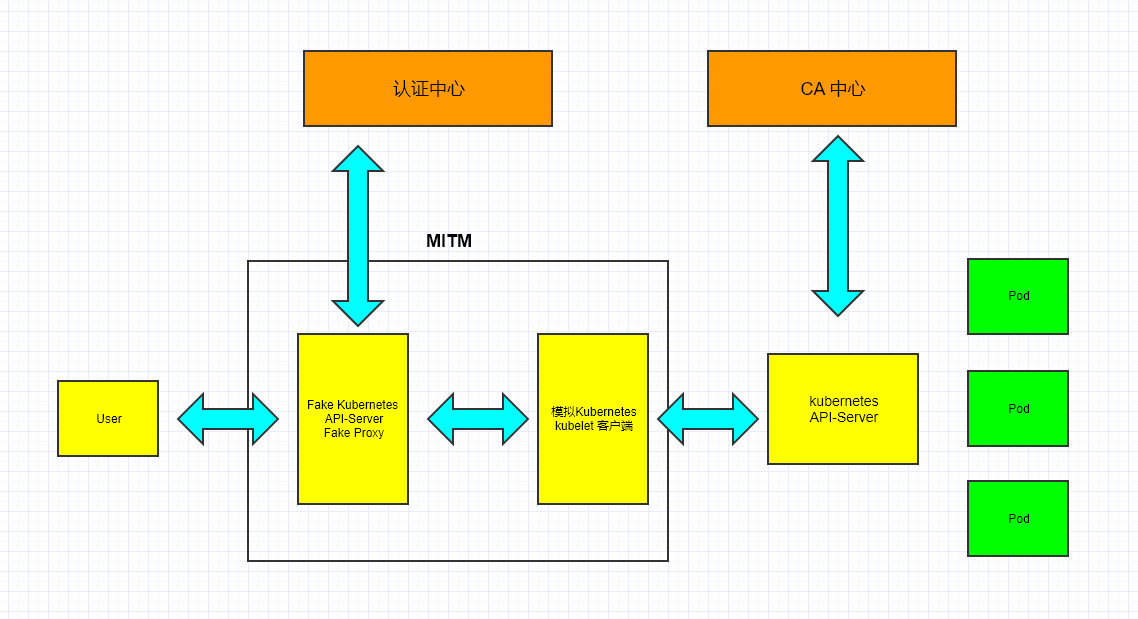 认证中心
CA 中心
MITM
User
Fake Kubernetes
API-Server
Fake Proxy
模拟Kubernetes
kubelet 客户端
kubernetes
API-Server
Pod
Pod
Pod